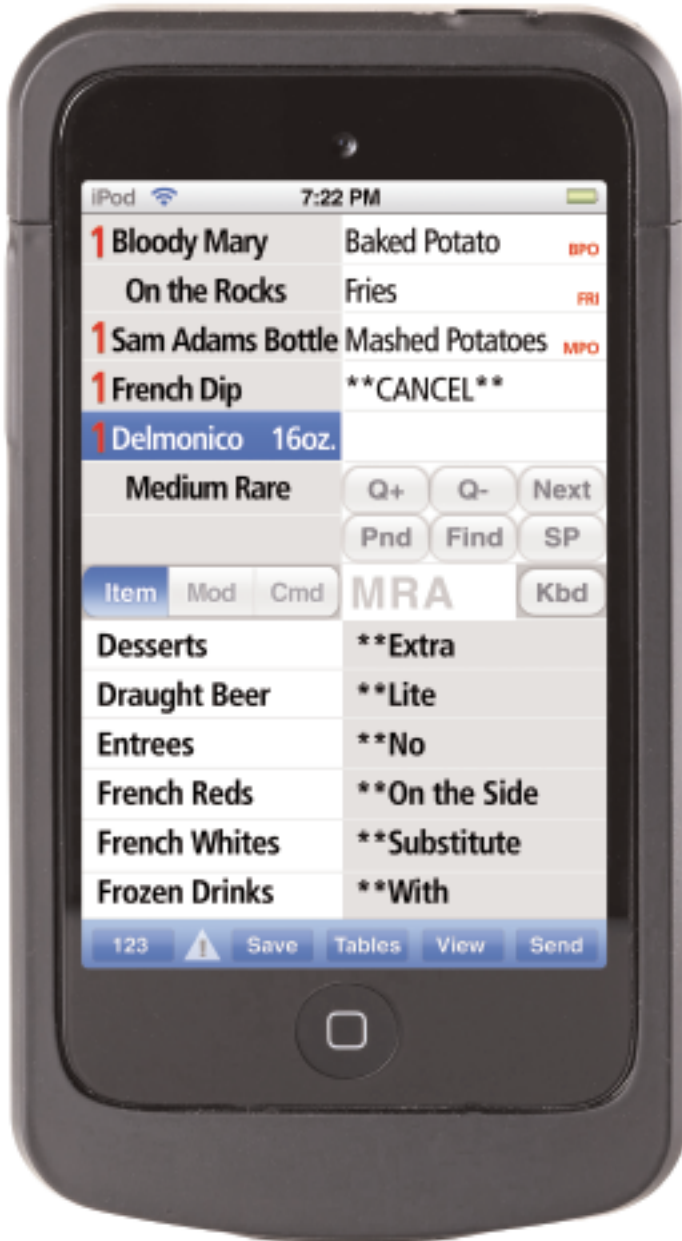 iPod 7:22 PM
1 Bloody Mary Baked Potato BPO
On the Rocks Fries FRI
1 Sam Adams Bottle Mashed Potatoes MPO
1 French Dip **CANCEL**
1 Delmonico 16oz.
Medium Rare Q+ Q- Next
Pnd Find SP
Item Mod Cmd MRA Kbd
Desserts **Extra
Draught Beer **Lite
Entrees **No
French Reds **On the Side
French Whites **Substitute
Frozen Drinks **With
123 Save Tables View Send